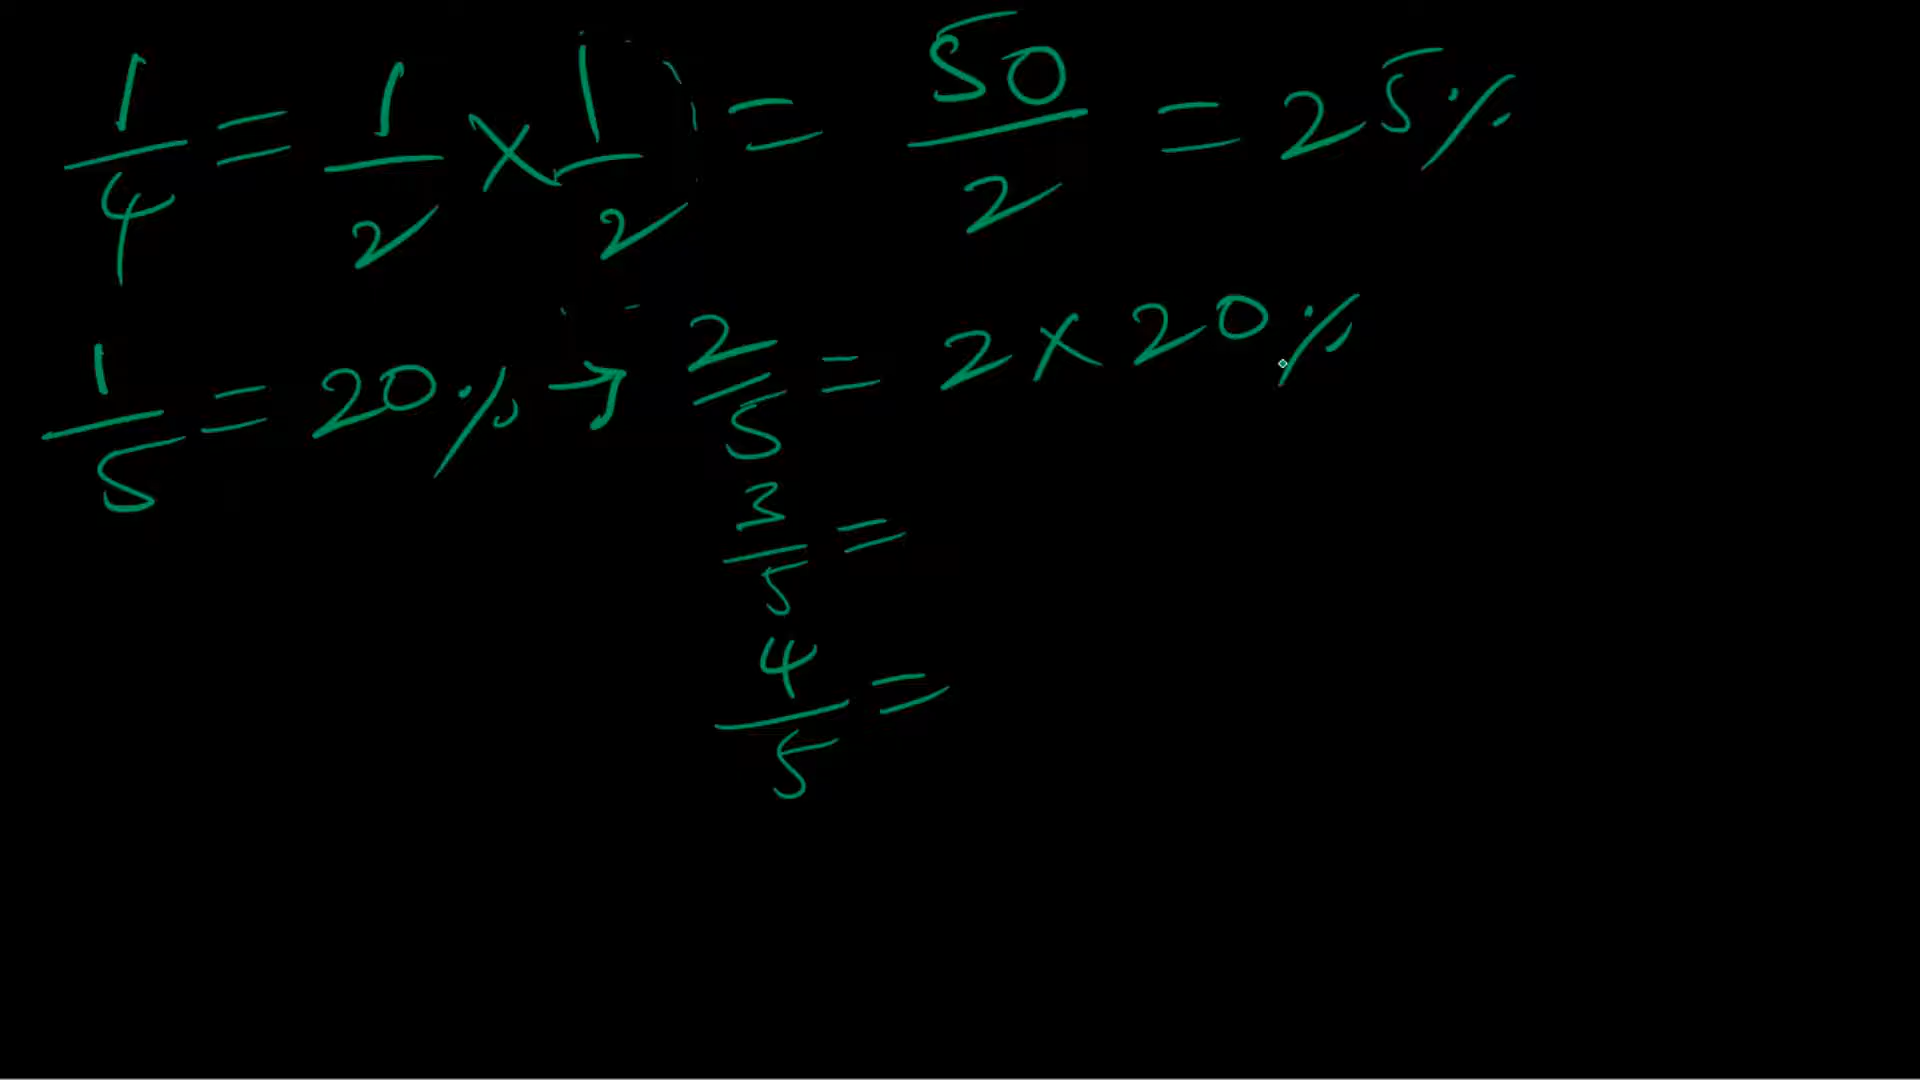 1/4 = 1/2 × 1/2 = 50/2 = 25%
1/5 = 20% → 2/5 = 2 × 20%
3/5 =
4/5 =